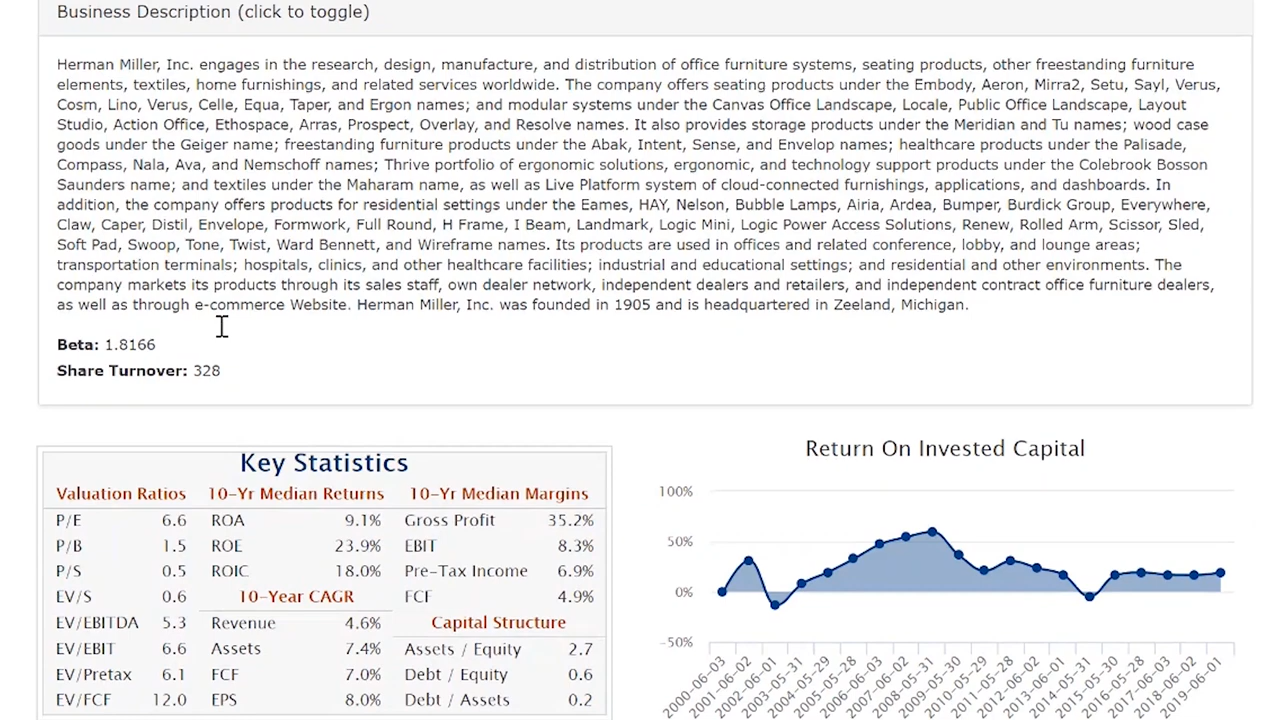 Business Description (click to toggle)
Herman Miller, Inc. engages in the research, design, manufacture, and distribution of office furniture systems, seating products, other freestanding furniture
elements, textiles, home furnishings, and related services worldwide. The company offers seating products under the Embody, Aeron, Mirra2, Setu, Sayl, Verus,
Cosm, Lino, Verus, Celle, Equa, Taper, and Ergon names; and modular systems under the Canvas Office Landscape, Locale, Public Office Landscape, Layout
Studio, Action Office, Ethospace, Arras, Prospect, Overlay, and Resolve names. It also provides storage products under the Meridian and Tu names; wood case
goods under the Geiger name; freestanding furniture products under the Abak, Intent, Sense, and Envelop names; healthcare products under the Palisade,
Compass, Nala, Ava, and Nemschoff names; Thrive portfolio of ergonomic solutions, ergonomic, and technology support products under the Colebrook Bosson
Saunders name; and textiles under the Maharam name, as well as Live Platform system of cloud-connected furnishings, applications, and dashboards. In
addition, the company offers products for residential settings under the Eames, HAY, Nelson, Bubble Lamps, Airia, Ardea, Bumper, Burdick Group, Everywhere,
Claw, Caper, Distil, Envelope, Formwork, Full Round, H Frame, I Beam, Landmark, Logic Mini, Logic Power Access Solutions, Renew, Rolled Arm, Scissor, Sled,
Soft Pad, Swoop, Tone, Twist, Ward Bennett, and Wireframe names. Its products are used in offices and related conference, lobby, and lounge areas;
transportation terminals; hospitals, clinics, and other healthcare facilities; industrial and educational settings; and residential and other environments. The
company markets its products through its sales staff, own dealer network, independent dealers and retailers, and independent contract office furniture dealers,
as well as through e-commerce Website. Herman Miller, Inc. was founded in 1905 and is headquartered in Zeeland, Michigan.
Beta: 1.8166
Share Turnover: 328
Key Statistics
Valuation Ratios 10-Yr Median Returns 10-Yr Median Margins
P/E 6.6 ROA 9.1% Gross Profit 35.2%
P/B 1.5 ROE 23.9% EBIT 8.3%
P/S 0.5 ROIC 18.0% Pre-Tax Income 6.9%
EV/S 0.6 10-Year CAGR FCF 4.9%
EV/EBITDA 5.3 Revenue 4.6% Capital Structure
EV/EBIT 6.6 Assets 7.4% Assets / Equity 2.7
EV/Pretax 6.1 FCF 7.0% Debt / Equity 0.6
EV/FCF 12.0 EPS 8.0% Debt / Assets 0.2
Return On Invested Capital
100%
50%
0%
-50%
2000-06-03
2001-06-02
2002-06-01
2003-05-31
2004-05-29
2005-05-28
2006-06-03
2007-06-02
2008-05-31
2009-05-30
2010-05-29
2011-05-28
2012-06-02
2013-06-01
2014-05-31
2015-05-30
2016-05-28
2017-06-03
2018-06-02
2019-06-01